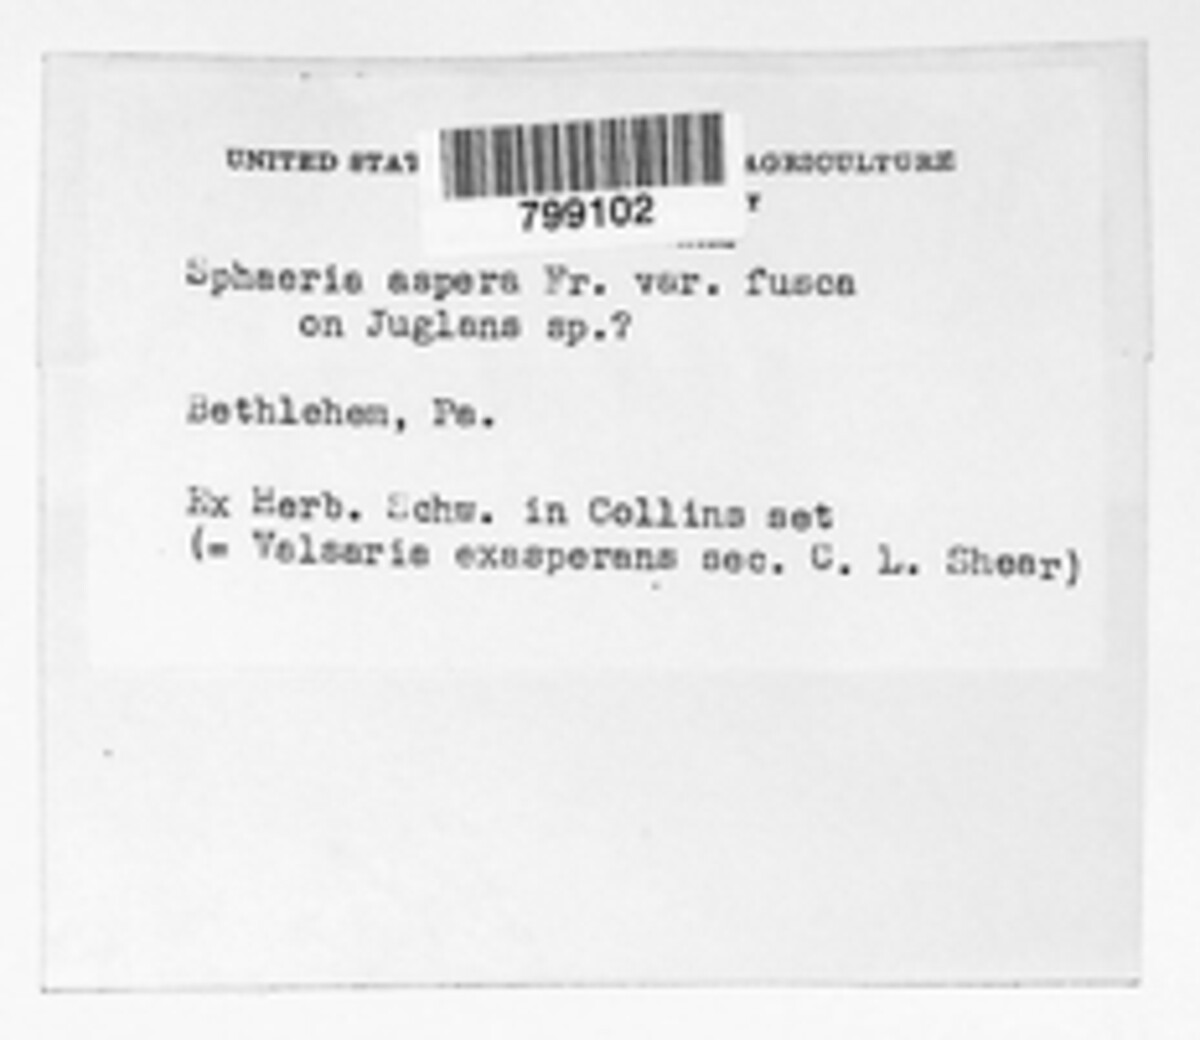 UNITED STAT AGRICULTURE
Y
799102
Sphaeria aspera Fr. var. fusca
on Juglans sp.?
Bethlehem, Pa.
Ex Herb. Schw. in Collins set
(= Valsaria exasperans sec. C. L. Shear)